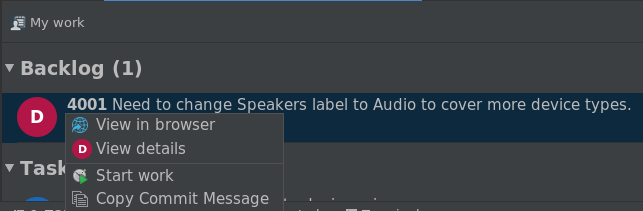 My work
Backlog (1)
D
4001 Need to change Speakers label to Audio to cover more device types.
View in browser
D View details
Task
Start work
Copy Commit Message